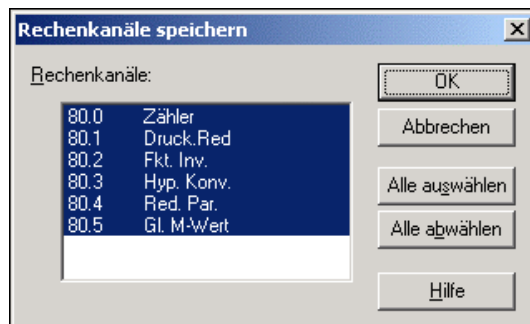 Rechenkanäle speichern
Rechenkanäle:
80.0 Zähler
80.1 Druck.Red
80.2 Fkt. Inv.
80.3 Hyp. Konv.
80.4 Red. Par.
80.5 Gl. M-Wert
OK
Abbrechen
Alle auswählen
Alle abwählen
Hilfe